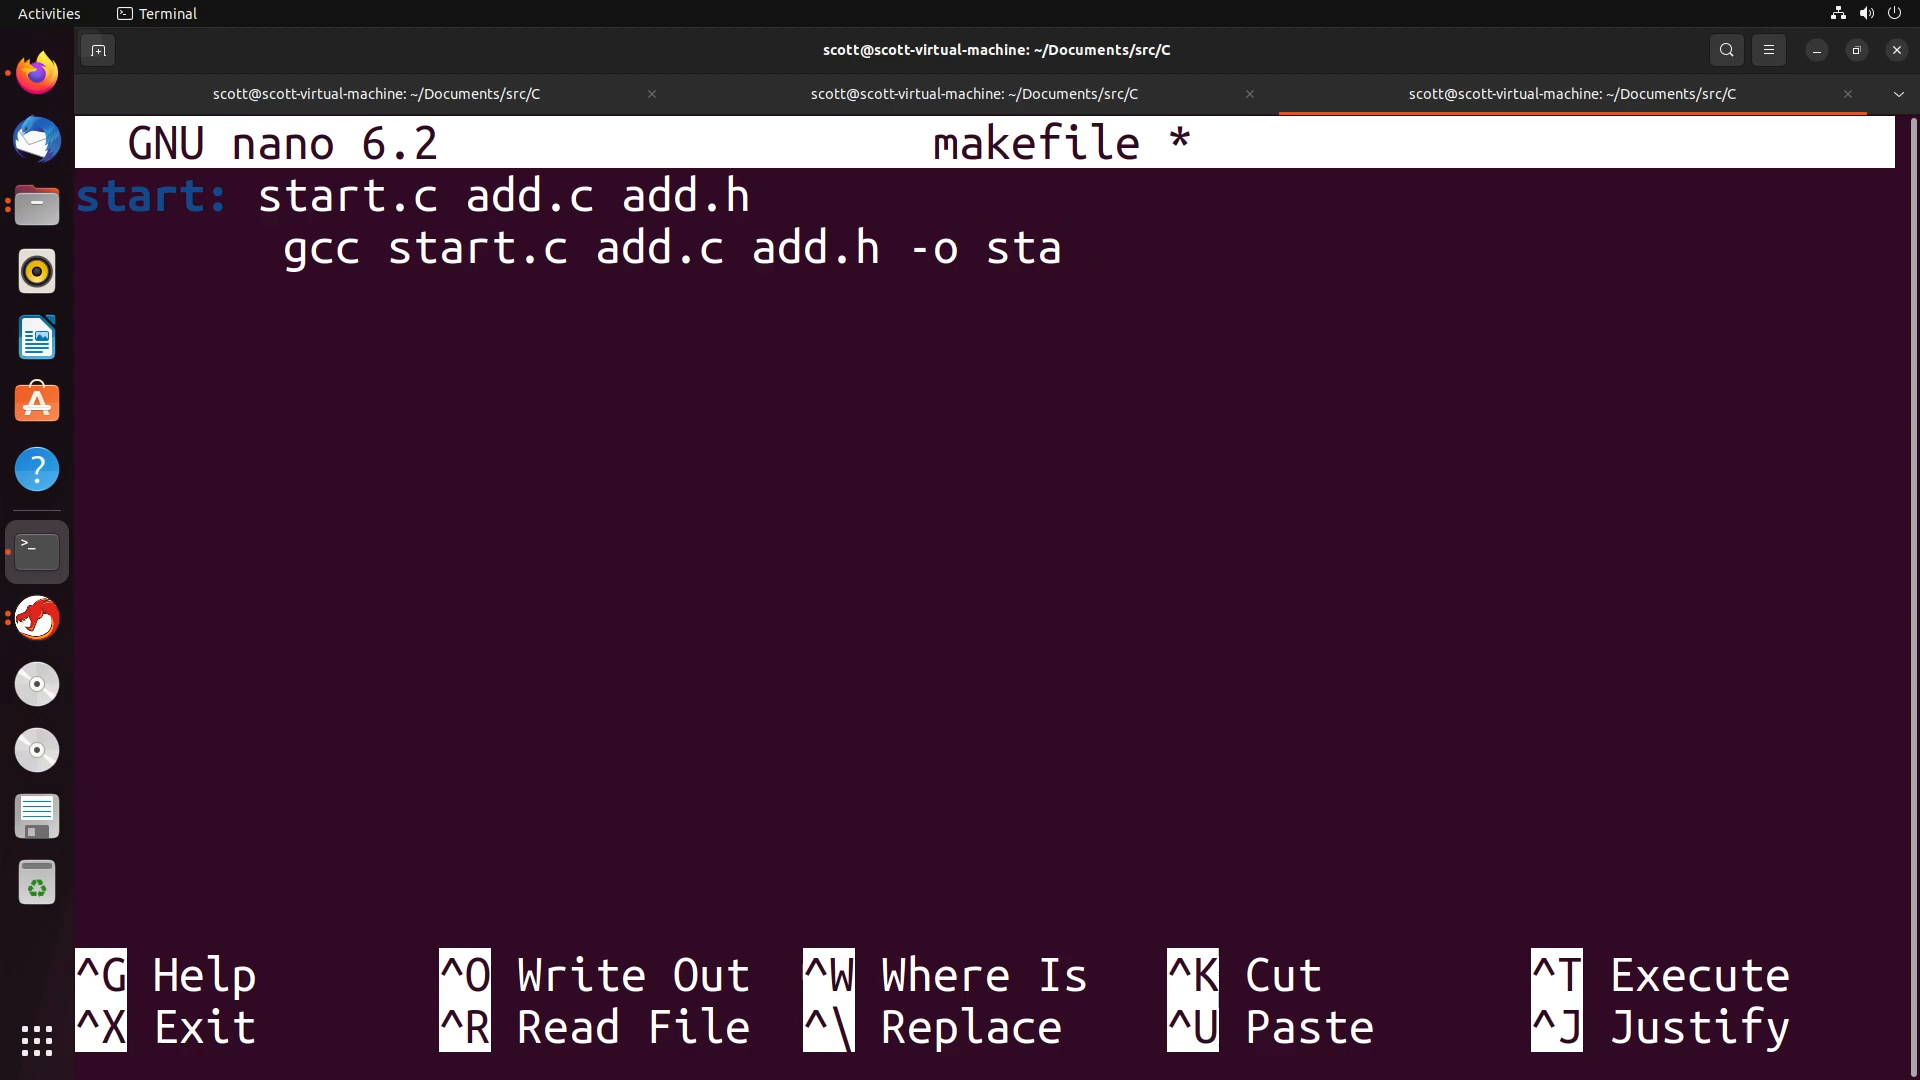 Activities Terminal
scott@scott-virtual-machine: ~/Documents/src/C
scott@scott-virtual-machine: ~/Documents/src/C scott@scott-virtual-machine: ~/Documents/src/C scott@scott-virtual-machine: ~/Documents/src/C
GNU nano 6.2 makefile *
start: start.c add.c add.h
gcc start.c add.c add.h -o sta
^G Help ^O Write Out ^W Where Is ^K Cut ^T Execute
^X Exit ^R Read File ^\ Replace ^U Paste ^J Justify